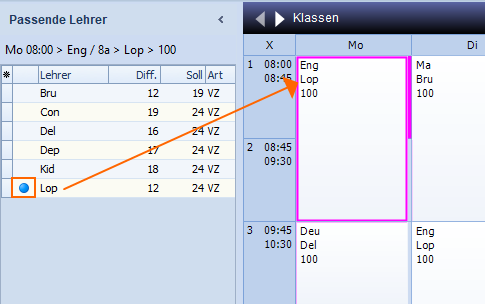 Passende Lehrer
Mo 08:00 > Eng / 8a > Lop > 100
* Lehrer Diff. Soll Art
Bru 12 19 VZ
Con 19 24 VZ
Del 16 24 VZ
Dep 17 24 VZ
Kid 18 24 VZ
Lop 12 24 VZ
Klassen
X Mo Di
1 08:00 Eng Ma
08:45 Lop Bru
100 100
2 08:45
09:30
3 09:45 Deu Eng
10:30 Del Lop
100 100